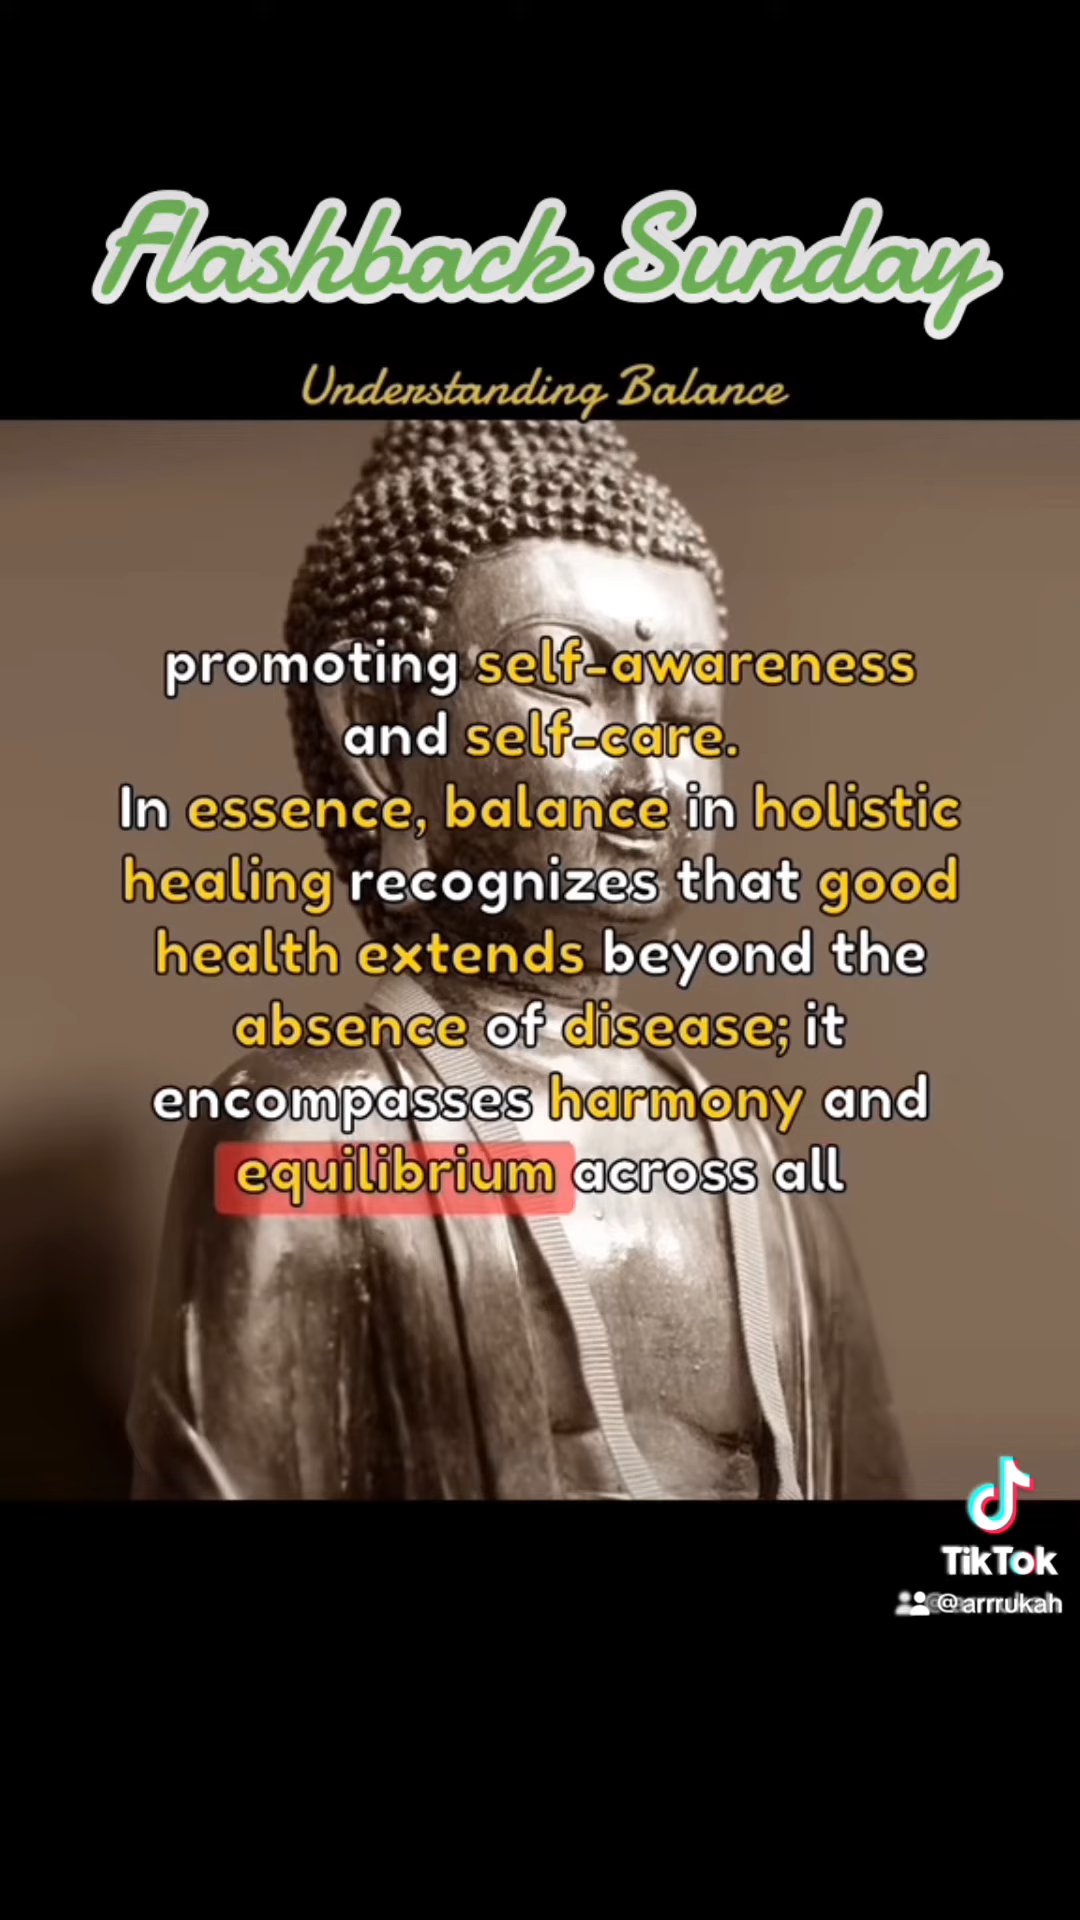 Flashback Sunday
Understanding Balance
promoting self-awareness
and self-care.
In essence, balance in holistic
healing recognizes that good
health extends beyond the
absence of disease; it
encompasses harmony and
equilibrium across all
TikTok
@arrrukah